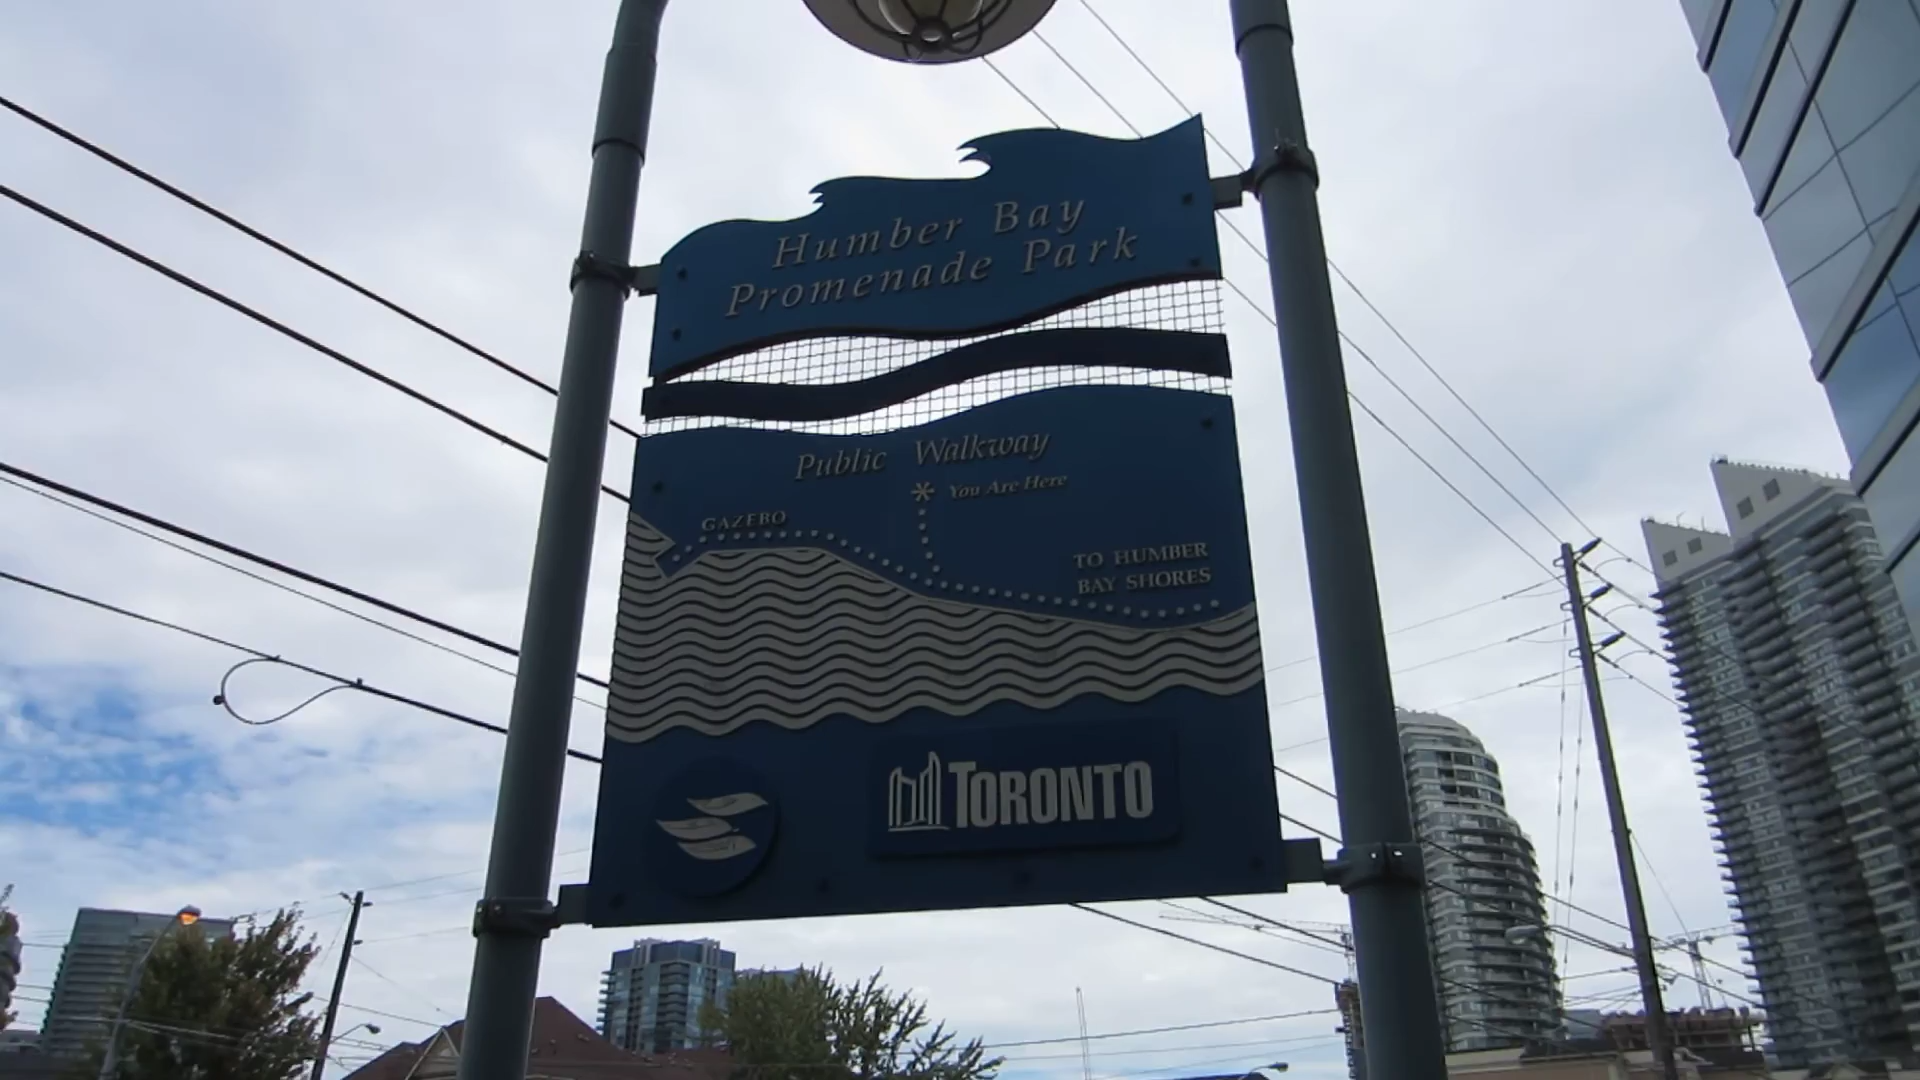 Humber Bay
Promenade Park
Public Walkway
You Are Here
GAZEBO
TO HUMBER
BAY SHORES
TORONTO